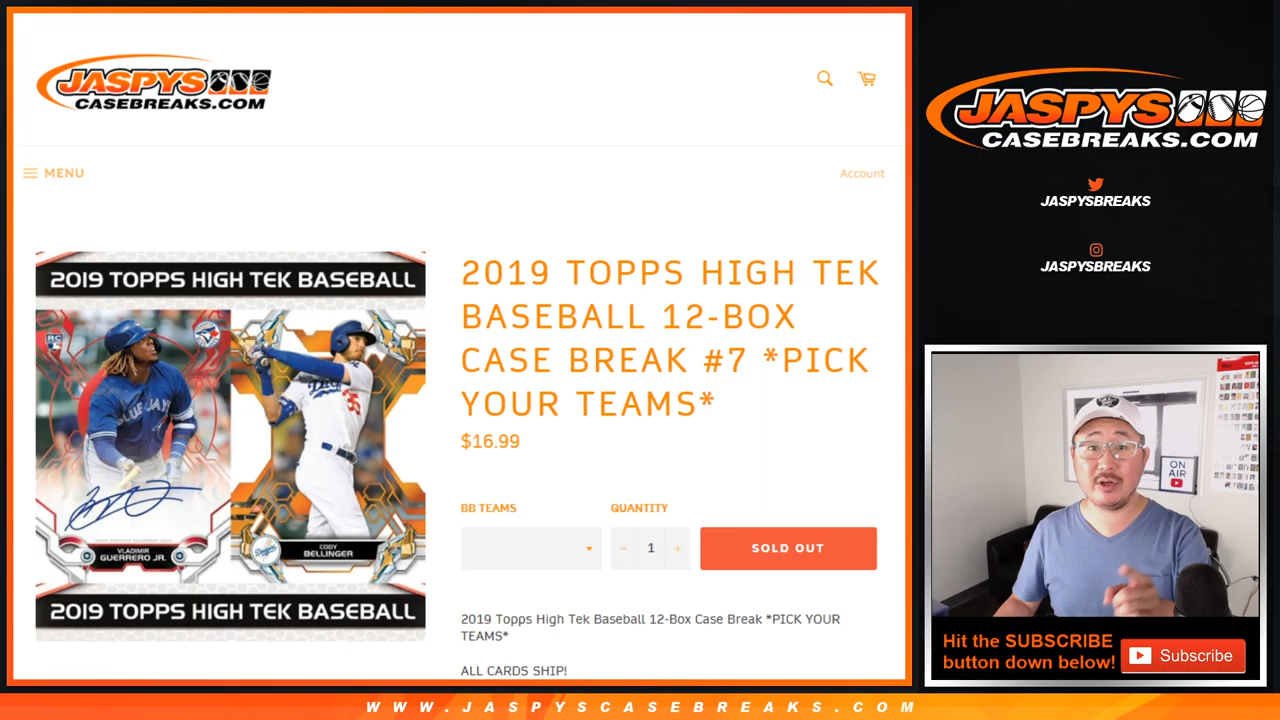 JASPYS
CASEBREAKS.COM
MENU
Account
2019 TOPPS HIGH TEK BASEBALL
RC
VLADIMIR
GUERRERO JR.
35
Dodgers
CODY
BELLINGER
2019 TOPPS HIGH TEK BASEBALL
2019 TOPPS HIGH TEK
BASEBALL 12-BOX
CASE BREAK #7 *PICK
YOUR TEAMS*
$16.99
BB TEAMS
QUANTITY
− 1 +
SOLD OUT
2019 Topps High Tek Baseball 12-Box Case Break *PICK YOUR
TEAMS*
ALL CARDS SHIP!
JASPYS
CASEBREAKS.COM
JASPYSBREAKS
JASPYSBREAKS
ON
AIR
Hit the SUBSCRIBE
button down below!
Subscribe
WWW.JASPYSCASEBREAKS.COM